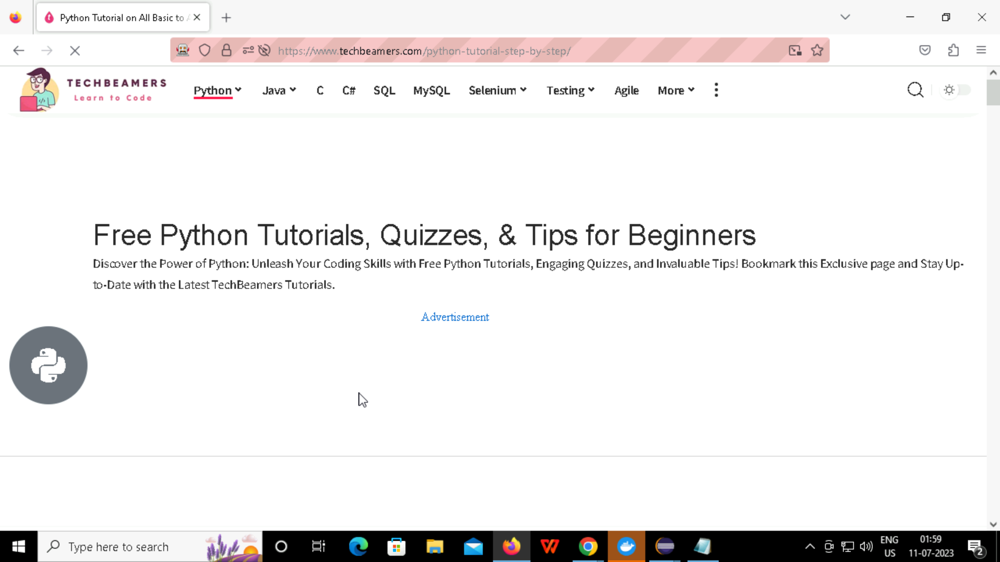 Python Tutorial on All Basic to A
https://www.techbeamers.com/python-tutorial-step-by-step/
TECHBEAMERS
Learn to Code
Python
Java
C
C#
SQL
MySQL
Selenium
Testing
Agile
More
Free Python Tutorials, Quizzes, & Tips for Beginners
Discover the Power of Python: Unleash Your Coding Skills with Free Python Tutorials, Engaging Quizzes, and Invaluable Tips! Bookmark this Exclusive page and Stay Up-
to-Date with the Latest TechBeamers Tutorials.
Advertisement
Type here to search
ENG
US
01:59
11-07-2023
2